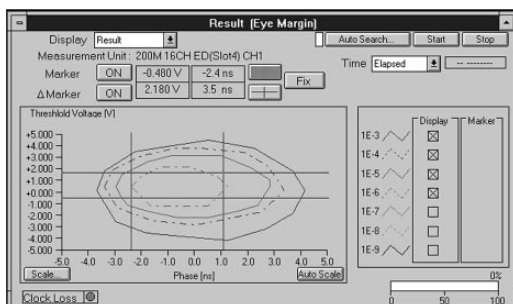 Result (Eye Margin)
Display Result Auto Search... Start Stop
Measurement Unit : 200M 16CH ED(Slot4) CH1
Time Elapsed -- --------
Marker ON -0.480 V -2.4 ns
Fix
Δ Marker ON 2.180 V 3.5 ns
Threshlold Voltage [V]
Display Marker
+5.000
+4.000
+3.000
+2.000
+1.000
+0.000
-1.000
-2.000
-3.000
-4.000
-5.000
1E-3
1E-4
1E-5
1E-6
1E-7
1E-8
1E-9
-5.0 -4.0 -3.0 -2.0 -1.0 0.0 1.0 2.0 3.0 4.0 5.0
Scale... Phase [ns] Auto Scale
0%
Clock Loss
0 50 100